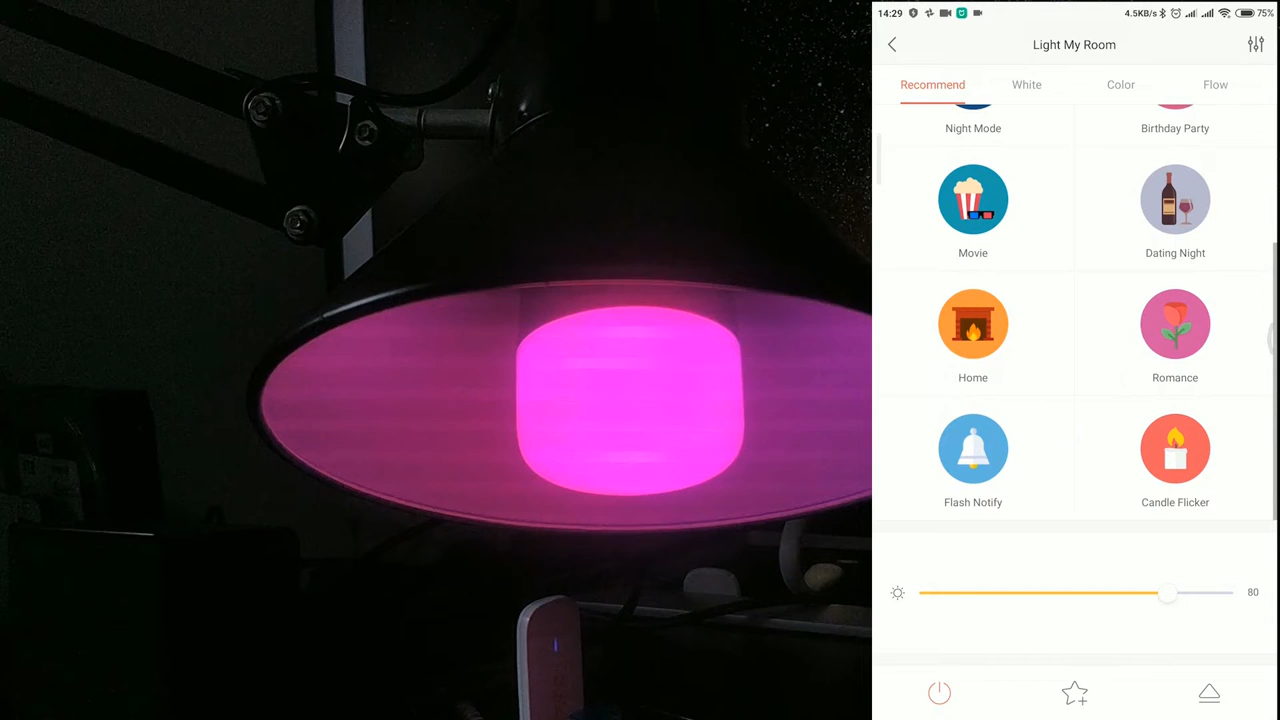 14:29 4.5KB/s 75%
Light My Room
Recommend White Color Flow
Night Mode Birthday Party
Movie Dating Night
Home Romance
Flash Notify Candle Flicker
80